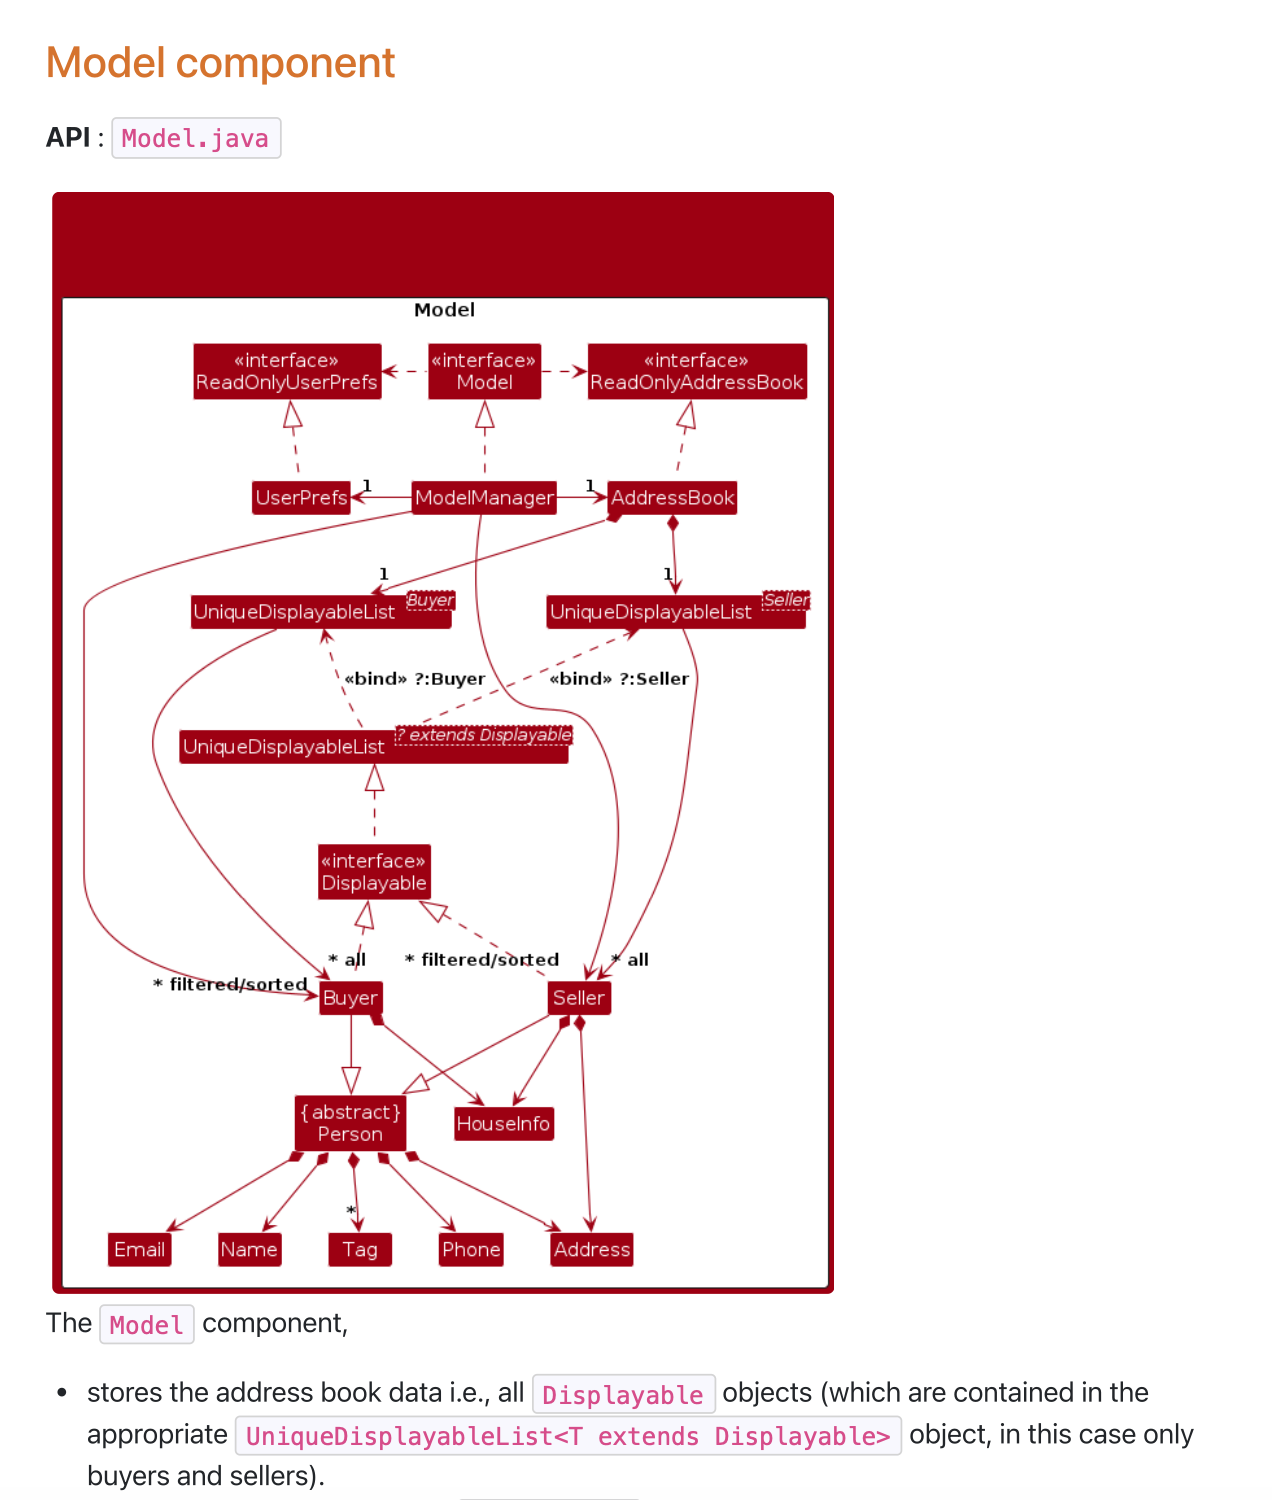 Model component
API : Model.java
Model
«interface»
ReadOnlyUserPrefs
«interface»
Model
«interface»
ReadOnlyAddressBook
UserPrefs
1
ModelManager
1
AddressBook
1
1
UniqueDisplayableList
Buyer
UniqueDisplayableList
Seller
«bind» ?:Buyer
«bind» ?:Seller
UniqueDisplayableList
? extends Displayable
«interface»
Displayable
* all
* filtered/sorted
* all
* filtered/sorted
Buyer
Seller
{abstract}
Person
HouseInfo
*
Email
Name
Tag
Phone
Address
The Model component,
• stores the address book data i.e., all Displayable objects (which are contained in the
appropriate UniqueDisplayableList<T extends Displayable> object, in this case only
buyers and sellers).